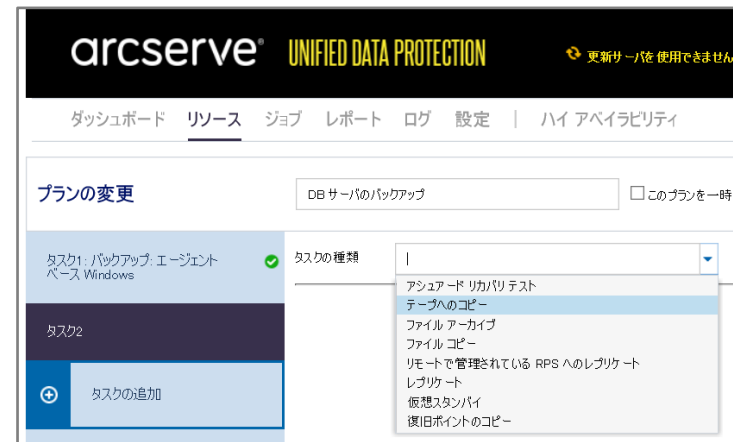 arcserve® UNIFIED DATA PROTECTION 更新サーバを使用できません
ダッシュボード リソース ジョブ レポート ログ 設定 | ハイ アベイラビリティ
プランの変更 DB サーバのバックアップ このプランを一時
タスク1: バックアップ: エージェント
ベース Windows
タスクの種類
アシュアード リカバリ テスト
テープへのコピー
ファイル アーカイブ
ファイル コピー
リモートで管理されている RPS へのレプリケート
レプリケート
仮想スタンバイ
復旧ポイントのコピー
タスク2
タスクの追加